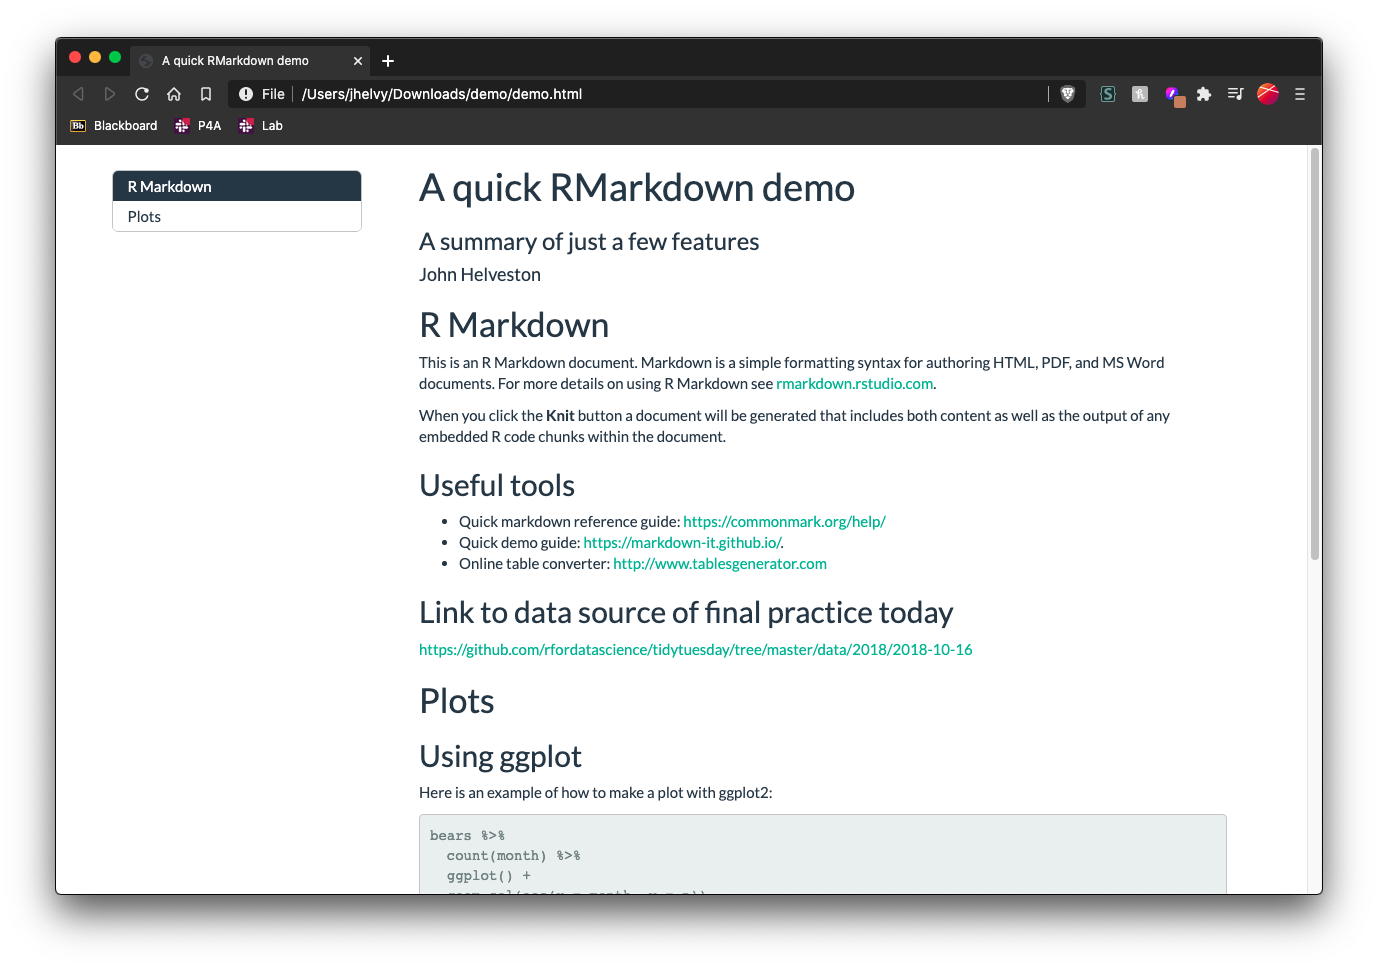 A quick RMarkdown demo
File
/Users/jhelvy/Downloads/demo/demo.html
Bb Blackboard
P4A
Lab
R Markdown
Plots
A quick RMarkdown demo
A summary of just a few features
John Helveston
R Markdown
This is an R Markdown document. Markdown is a simple formatting syntax for authoring HTML, PDF, and MS Word
documents. For more details on using R Markdown see rmarkdown.rstudio.com.
When you click the Knit button a document will be generated that includes both content as well as the output of any
embedded R code chunks within the document.
Useful tools
• Quick markdown reference guide: https://commonmark.org/help/
• Quick demo guide: https://markdown-it.github.io/.
• Online table converter: http://www.tablesgenerator.com
Link to data source of final practice today
https://github.com/rfordatascience/tidytuesday/tree/master/data/2018/2018-10-16
Plots
Using ggplot
Here is an example of how to make a plot with ggplot2:
bears %>%
count(month) %>%
ggplot() +